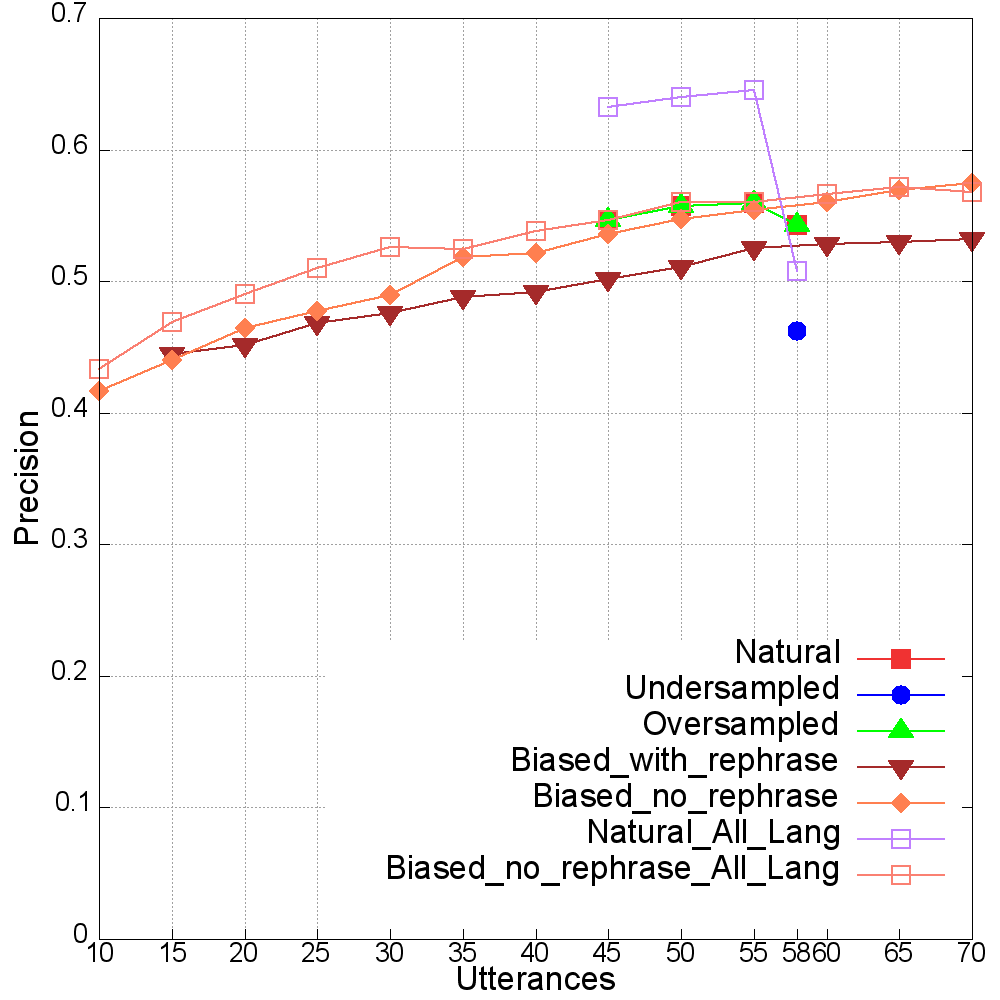 0.7
0.6
0.5
0.4
0.3
0.2
0.1
0
Precision
Natural
Undersampled
Oversampled
Biased_with_rephrase
Biased_no_rephrase
Natural_All_Lang
Biased_no_rephrase_All_Lang
10 15 20 25 30 35 40 45 50 55 58 60 65 70
Utterances